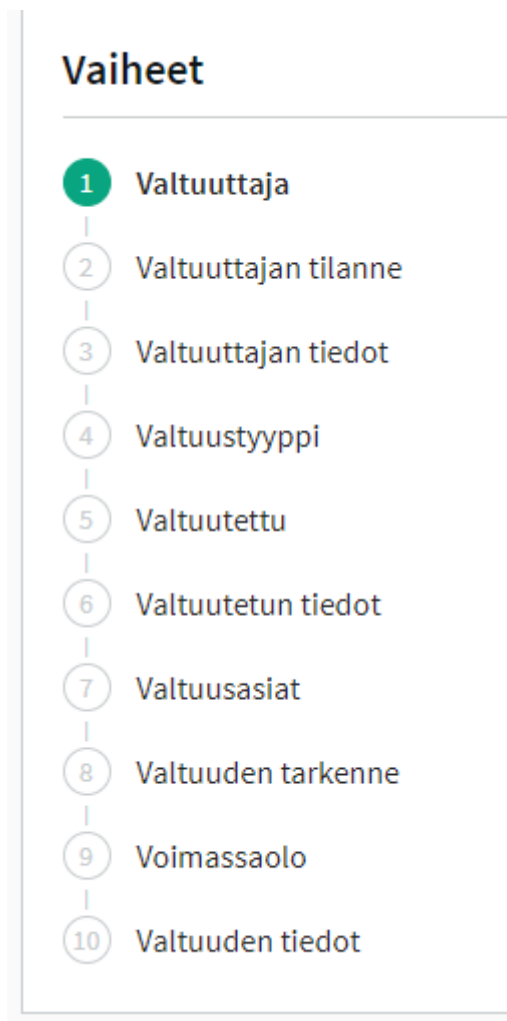 Vaiheet
1 Valtuuttaja
2 Valtuuttajan tilanne
3 Valtuuttajan tiedot
4 Valtuustyyppi
5 Valtuutettu
6 Valtuutetun tiedot
7 Valtuusasiat
8 Valtuuden tarkenne
9 Voimassaolo
10 Valtuuden tiedot